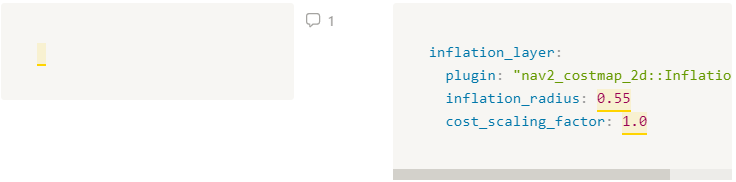 1
inflation_layer:
plugin: "nav2_costmap_2d::Inflatio
inflation_radius: 0.55
cost_scaling_factor: 1.0